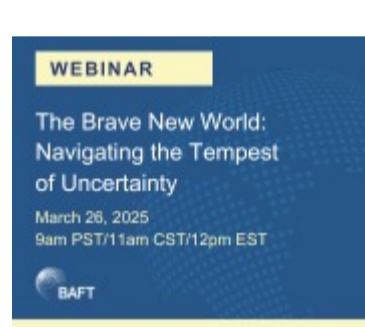 WEBINAR
The Brave New World:
Navigating the Tempest
of Uncertainty
March 26, 2025
9am PST/11am CST/12pm EST
BAFT